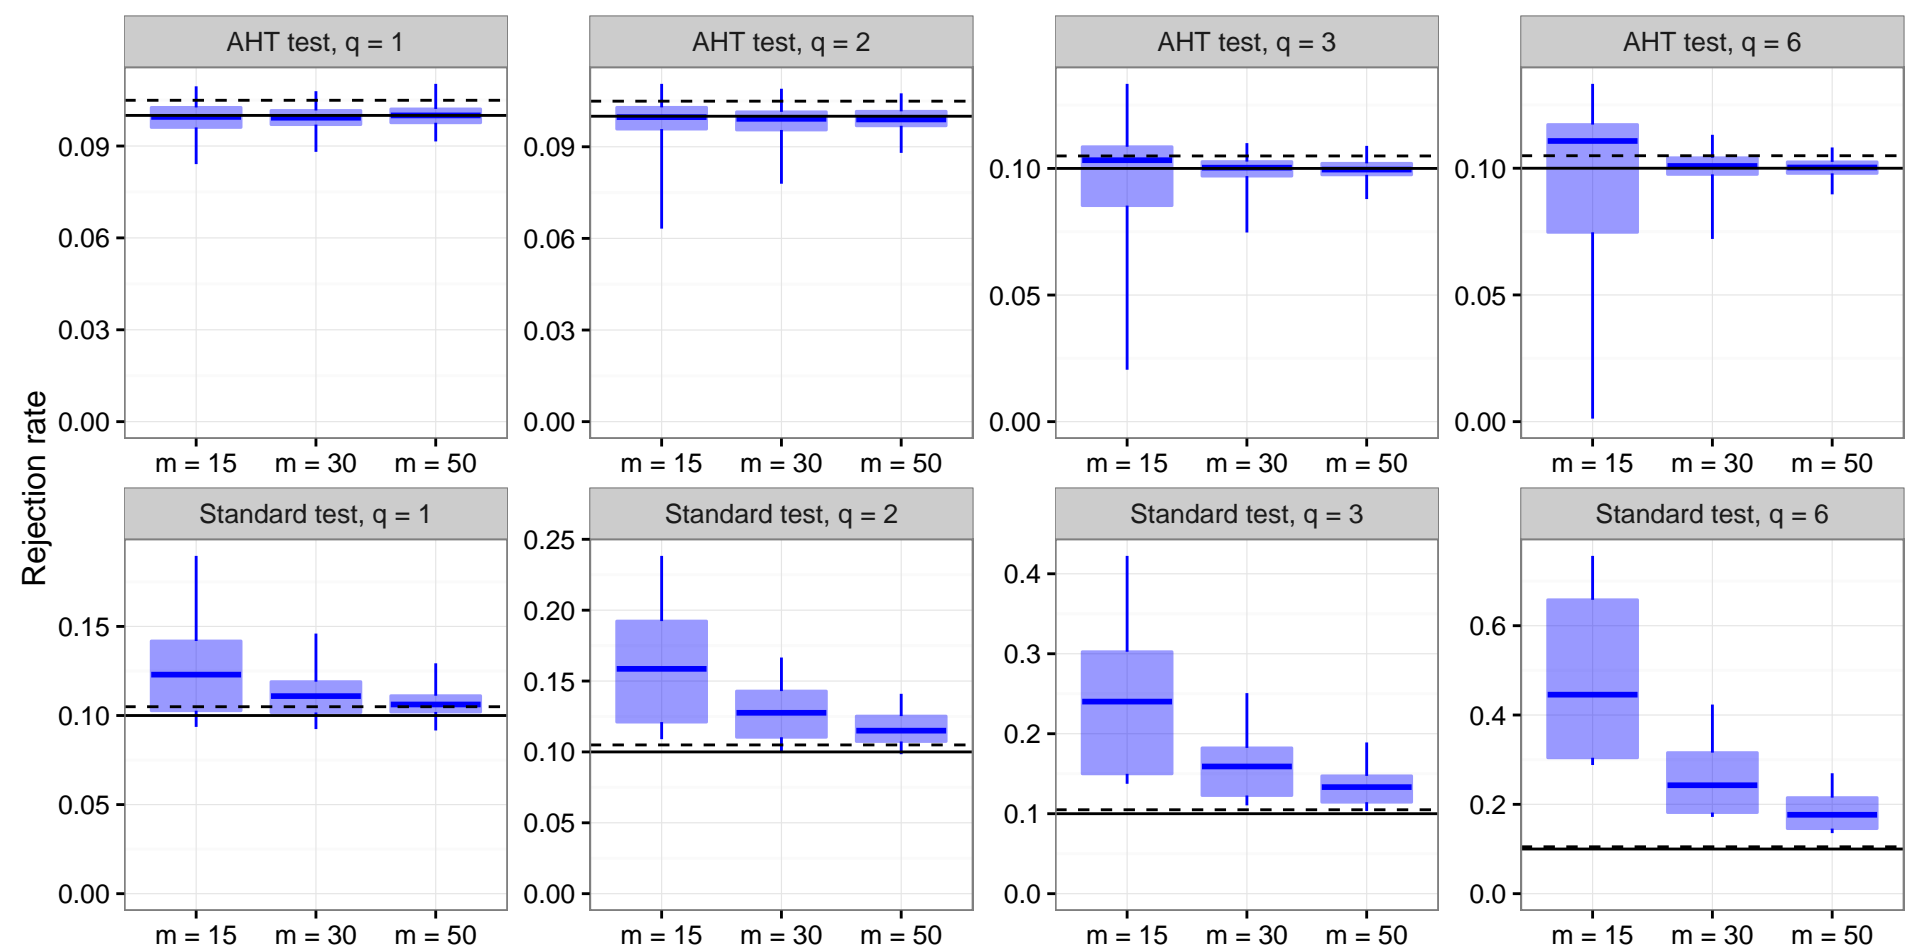 AHT test, q = 1
AHT test, q = 2
AHT test, q = 3
AHT test, q = 6
0.09
0.06
0.03
0.00
0.09
0.06
0.03
0.00
0.10
0.05
0.00
0.10
0.05
0.00
m = 15 m = 30 m = 50
m = 15 m = 30 m = 50
m = 15 m = 30 m = 50
m = 15 m = 30 m = 50
Rejection rate
Standard test, q = 1
Standard test, q = 2
Standard test, q = 3
Standard test, q = 6
0.15
0.10
0.05
0.00
0.25
0.20
0.15
0.10
0.05
0.00
0.4
0.3
0.2
0.1
0.0
0.6
0.4
0.2
0.0
m = 15 m = 30 m = 50
m = 15 m = 30 m = 50
m = 15 m = 30 m = 50
m = 15 m = 30 m = 50